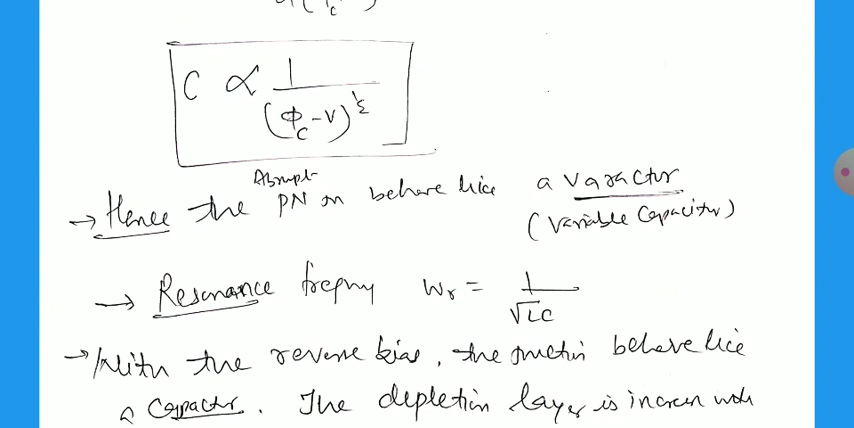 C ∝ 1 / (Φc - V)^½
Abrupt
→ Hence the PN Jn behave like a varactor
(Variable Capacitor)
→ Resonance freqny ωr = 1 / √LC
→ With the reverse bias, the junctin behave like
a Capacitor. The depletion layer is increase with